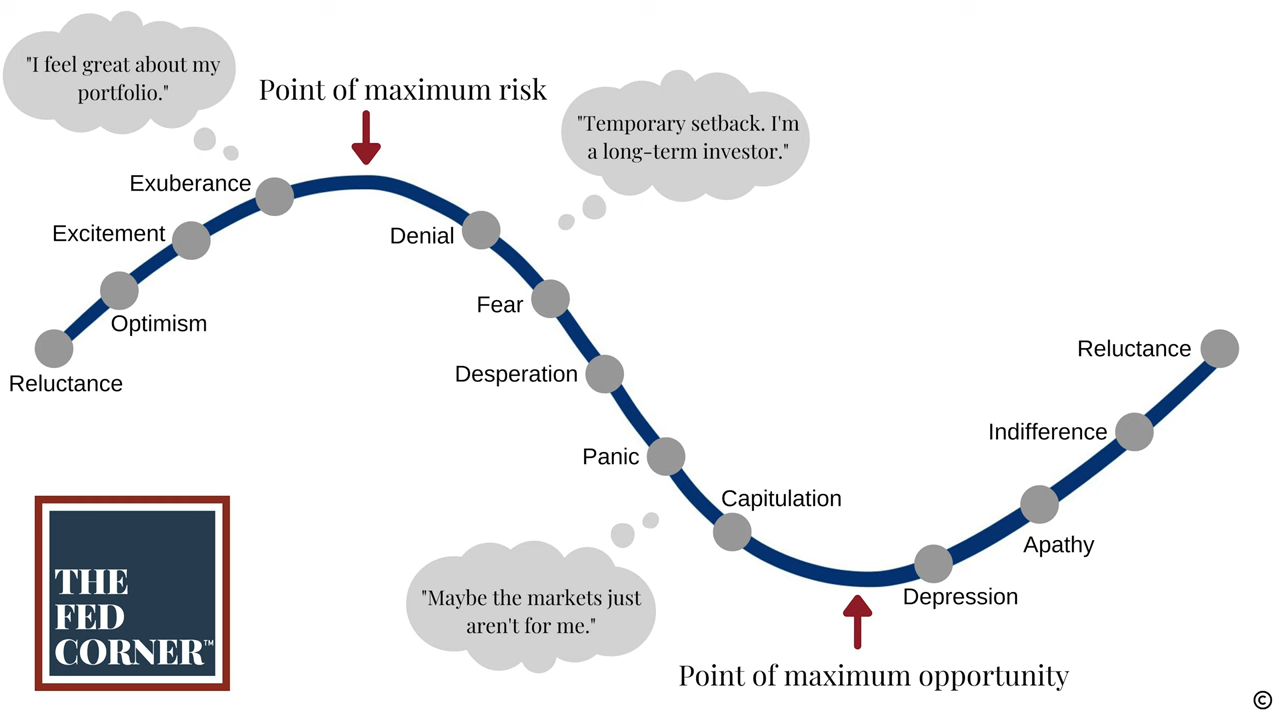 "I feel great about my
portfolio."
Point of maximum risk
"Temporary setback. I'm
a long-term investor."
Exuberance
Excitement
Optimism
Reluctance
Denial
Fear
Desperation
Panic
Capitulation
"Maybe the markets just
aren't for me."
Point of maximum opportunity
Depression
Apathy
Indifference
Reluctance
THE
FED
CORNER™
©